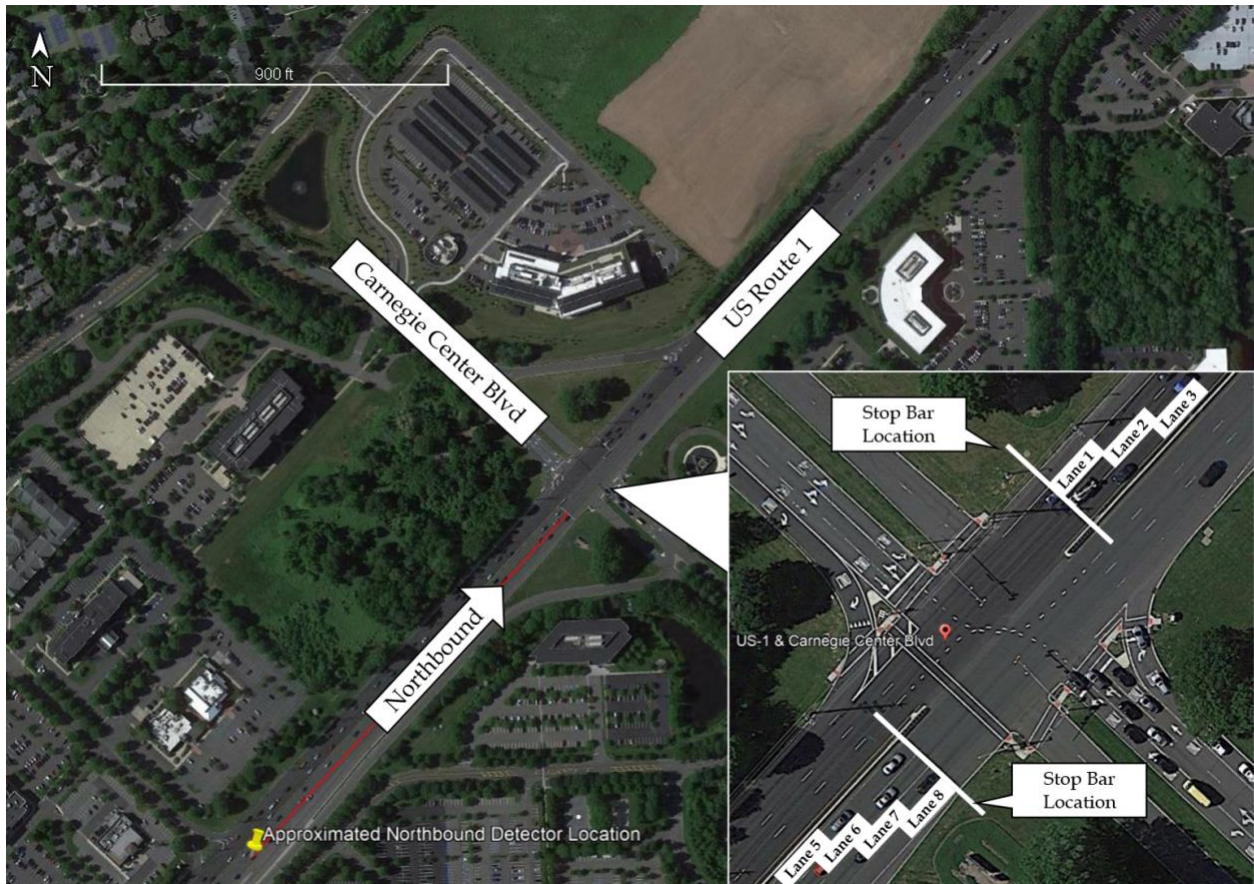 N
900 ft
Carnegie Center Blvd
US Route 1
Northbound
Approximated Northbound Detector Location
Stop Bar
Location
Lane 1
Lane 2
Lane 3
US-1 & Carnegie Center Blvd
Lane 5
Lane 6
Lane 7
Lane 8
Stop Bar
Location